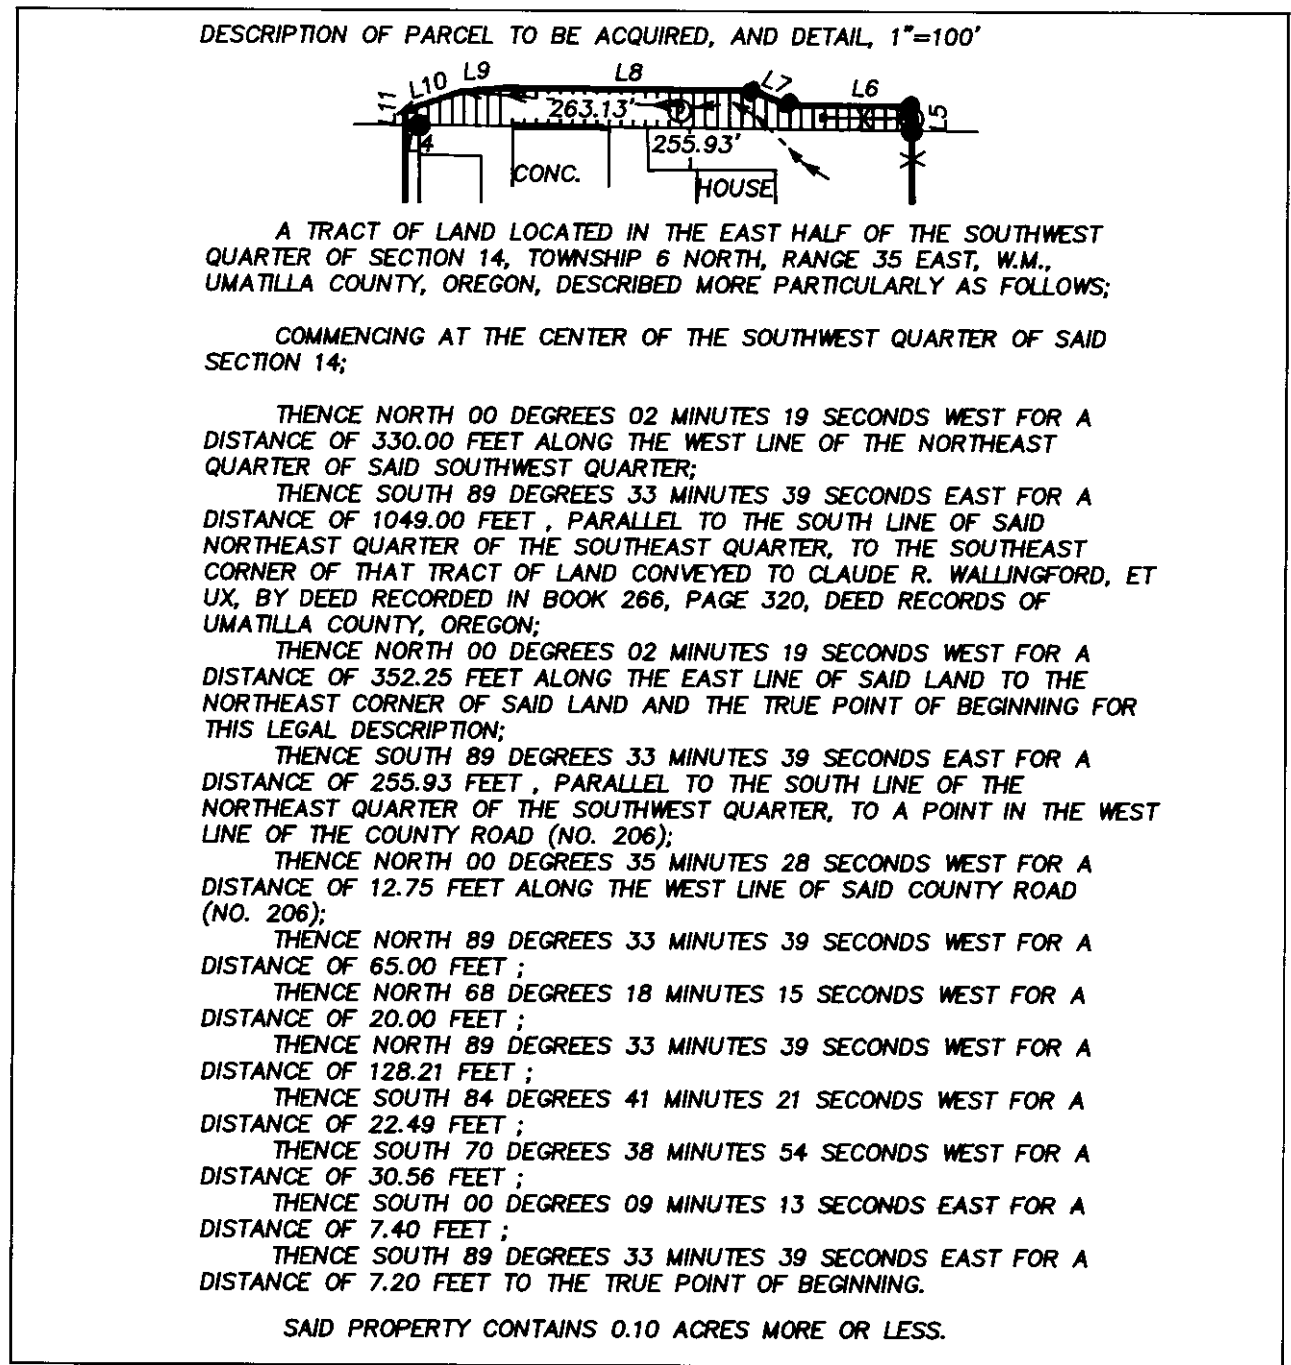 DESCRIPTION OF PARCEL TO BE ACQUIRED, AND DETAIL, 1"=100'
L11 L10 L9 L8 L7 L6 L5
263.13'
4 255.93'
CONC. HOUSE
A TRACT OF LAND LOCATED IN THE EAST HALF OF THE SOUTHWEST
QUARTER OF SECTION 14, TOWNSHIP 6 NORTH, RANGE 35 EAST, W.M.,
UMATILLA COUNTY, OREGON, DESCRIBED MORE PARTICULARLY AS FOLLOWS;
COMMENCING AT THE CENTER OF THE SOUTHWEST QUARTER OF SAID
SECTION 14;
THENCE NORTH 00 DEGREES 02 MINUTES 19 SECONDS WEST FOR A
DISTANCE OF 330.00 FEET ALONG THE WEST LINE OF THE NORTHEAST
QUARTER OF SAID SOUTHWEST QUARTER;
THENCE SOUTH 89 DEGREES 33 MINUTES 39 SECONDS EAST FOR A
DISTANCE OF 1049.00 FEET , PARALLEL TO THE SOUTH LINE OF SAID
NORTHEAST QUARTER OF THE SOUTHEAST QUARTER, TO THE SOUTHEAST
CORNER OF THAT TRACT OF LAND CONVEYED TO CLAUDE R. WALLINGFORD, ET
UX, BY DEED RECORDED IN BOOK 266, PAGE 320, DEED RECORDS OF
UMATILLA COUNTY, OREGON;
THENCE NORTH 00 DEGREES 02 MINUTES 19 SECONDS WEST FOR A
DISTANCE OF 352.25 FEET ALONG THE EAST LINE OF SAID LAND TO THE
NORTHEAST CORNER OF SAID LAND AND THE TRUE POINT OF BEGINNING FOR
THIS LEGAL DESCRIPTION;
THENCE SOUTH 89 DEGREES 33 MINUTES 39 SECONDS EAST FOR A
DISTANCE OF 255.93 FEET , PARALLEL TO THE SOUTH LINE OF THE
NORTHEAST QUARTER OF THE SOUTHWEST QUARTER, TO A POINT IN THE WEST
LINE OF THE COUNTY ROAD (NO. 206);
THENCE NORTH 00 DEGREES 35 MINUTES 28 SECONDS WEST FOR A
DISTANCE OF 12.75 FEET ALONG THE WEST LINE OF SAID COUNTY ROAD
(NO. 206);
THENCE NORTH 89 DEGREES 33 MINUTES 39 SECONDS WEST FOR A
DISTANCE OF 65.00 FEET ;
THENCE NORTH 68 DEGREES 18 MINUTES 15 SECONDS WEST FOR A
DISTANCE OF 20.00 FEET ;
THENCE NORTH 89 DEGREES 33 MINUTES 39 SECONDS WEST FOR A
DISTANCE OF 128.21 FEET ;
THENCE SOUTH 84 DEGREES 41 MINUTES 21 SECONDS WEST FOR A
DISTANCE OF 22.49 FEET ;
THENCE SOUTH 70 DEGREES 38 MINUTES 54 SECONDS WEST FOR A
DISTANCE OF 30.56 FEET ;
THENCE SOUTH 00 DEGREES 09 MINUTES 13 SECONDS EAST FOR A
DISTANCE OF 7.40 FEET ;
THENCE SOUTH 89 DEGREES 33 MINUTES 39 SECONDS EAST FOR A
DISTANCE OF 7.20 FEET TO THE TRUE POINT OF BEGINNING.
SAID PROPERTY CONTAINS 0.10 ACRES MORE OR LESS.